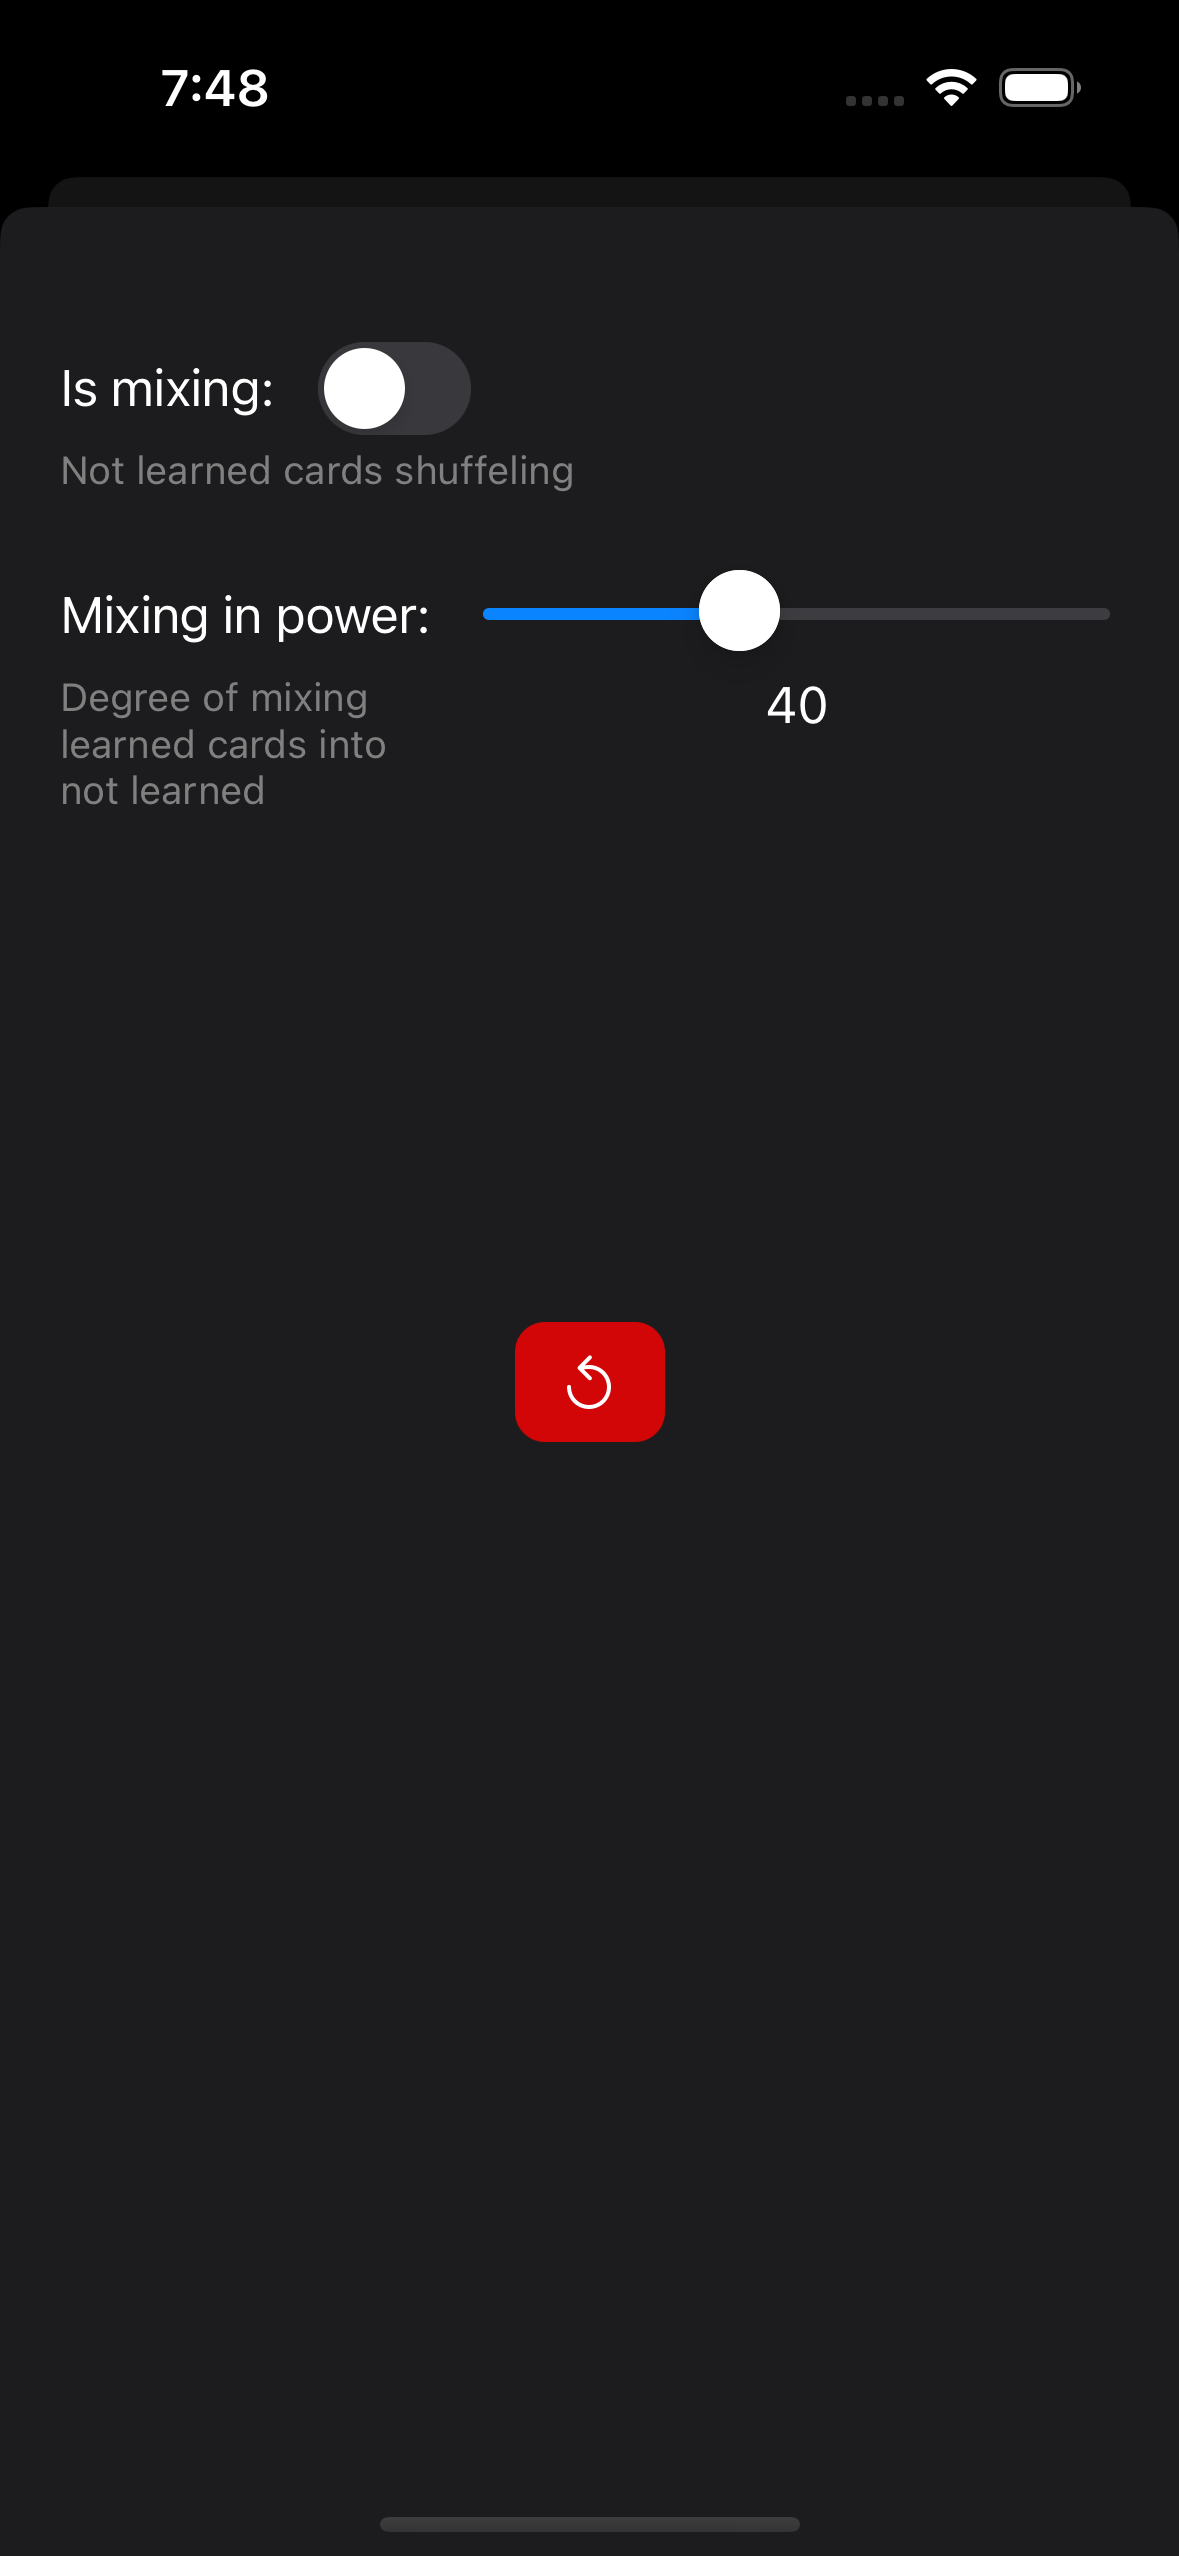 7:48
Is mixing:
Not learned cards shuffeling
Mixing in power:
Degree of mixing
learned cards into
not learned
40